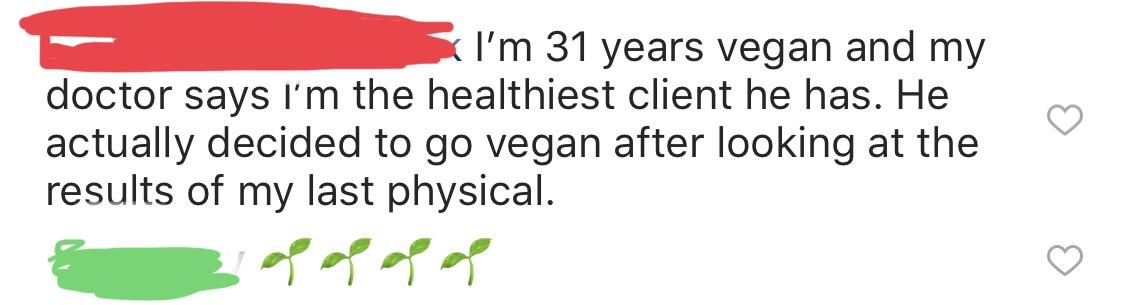 I’m 31 years vegan and my
doctor says I’m the healthiest client he has. He
actually decided to go vegan after looking at the
results of my last physical.
🌱🌱🌱🌱